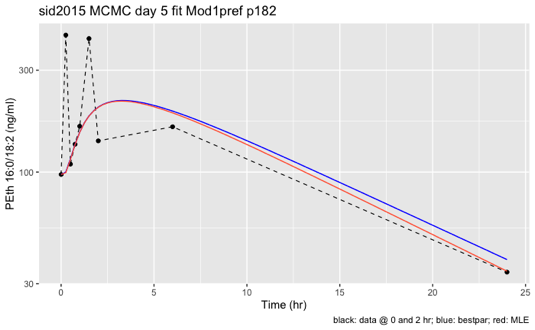 sid2015 MCMC day 5 fit Mod1pref p182
PEth 16:0/18:2 (ng/ml)
300
100
30
0
5
10
15
20
25
Time (hr)
black: data @ 0 and 2 hr; blue: bestpar; red: MLE